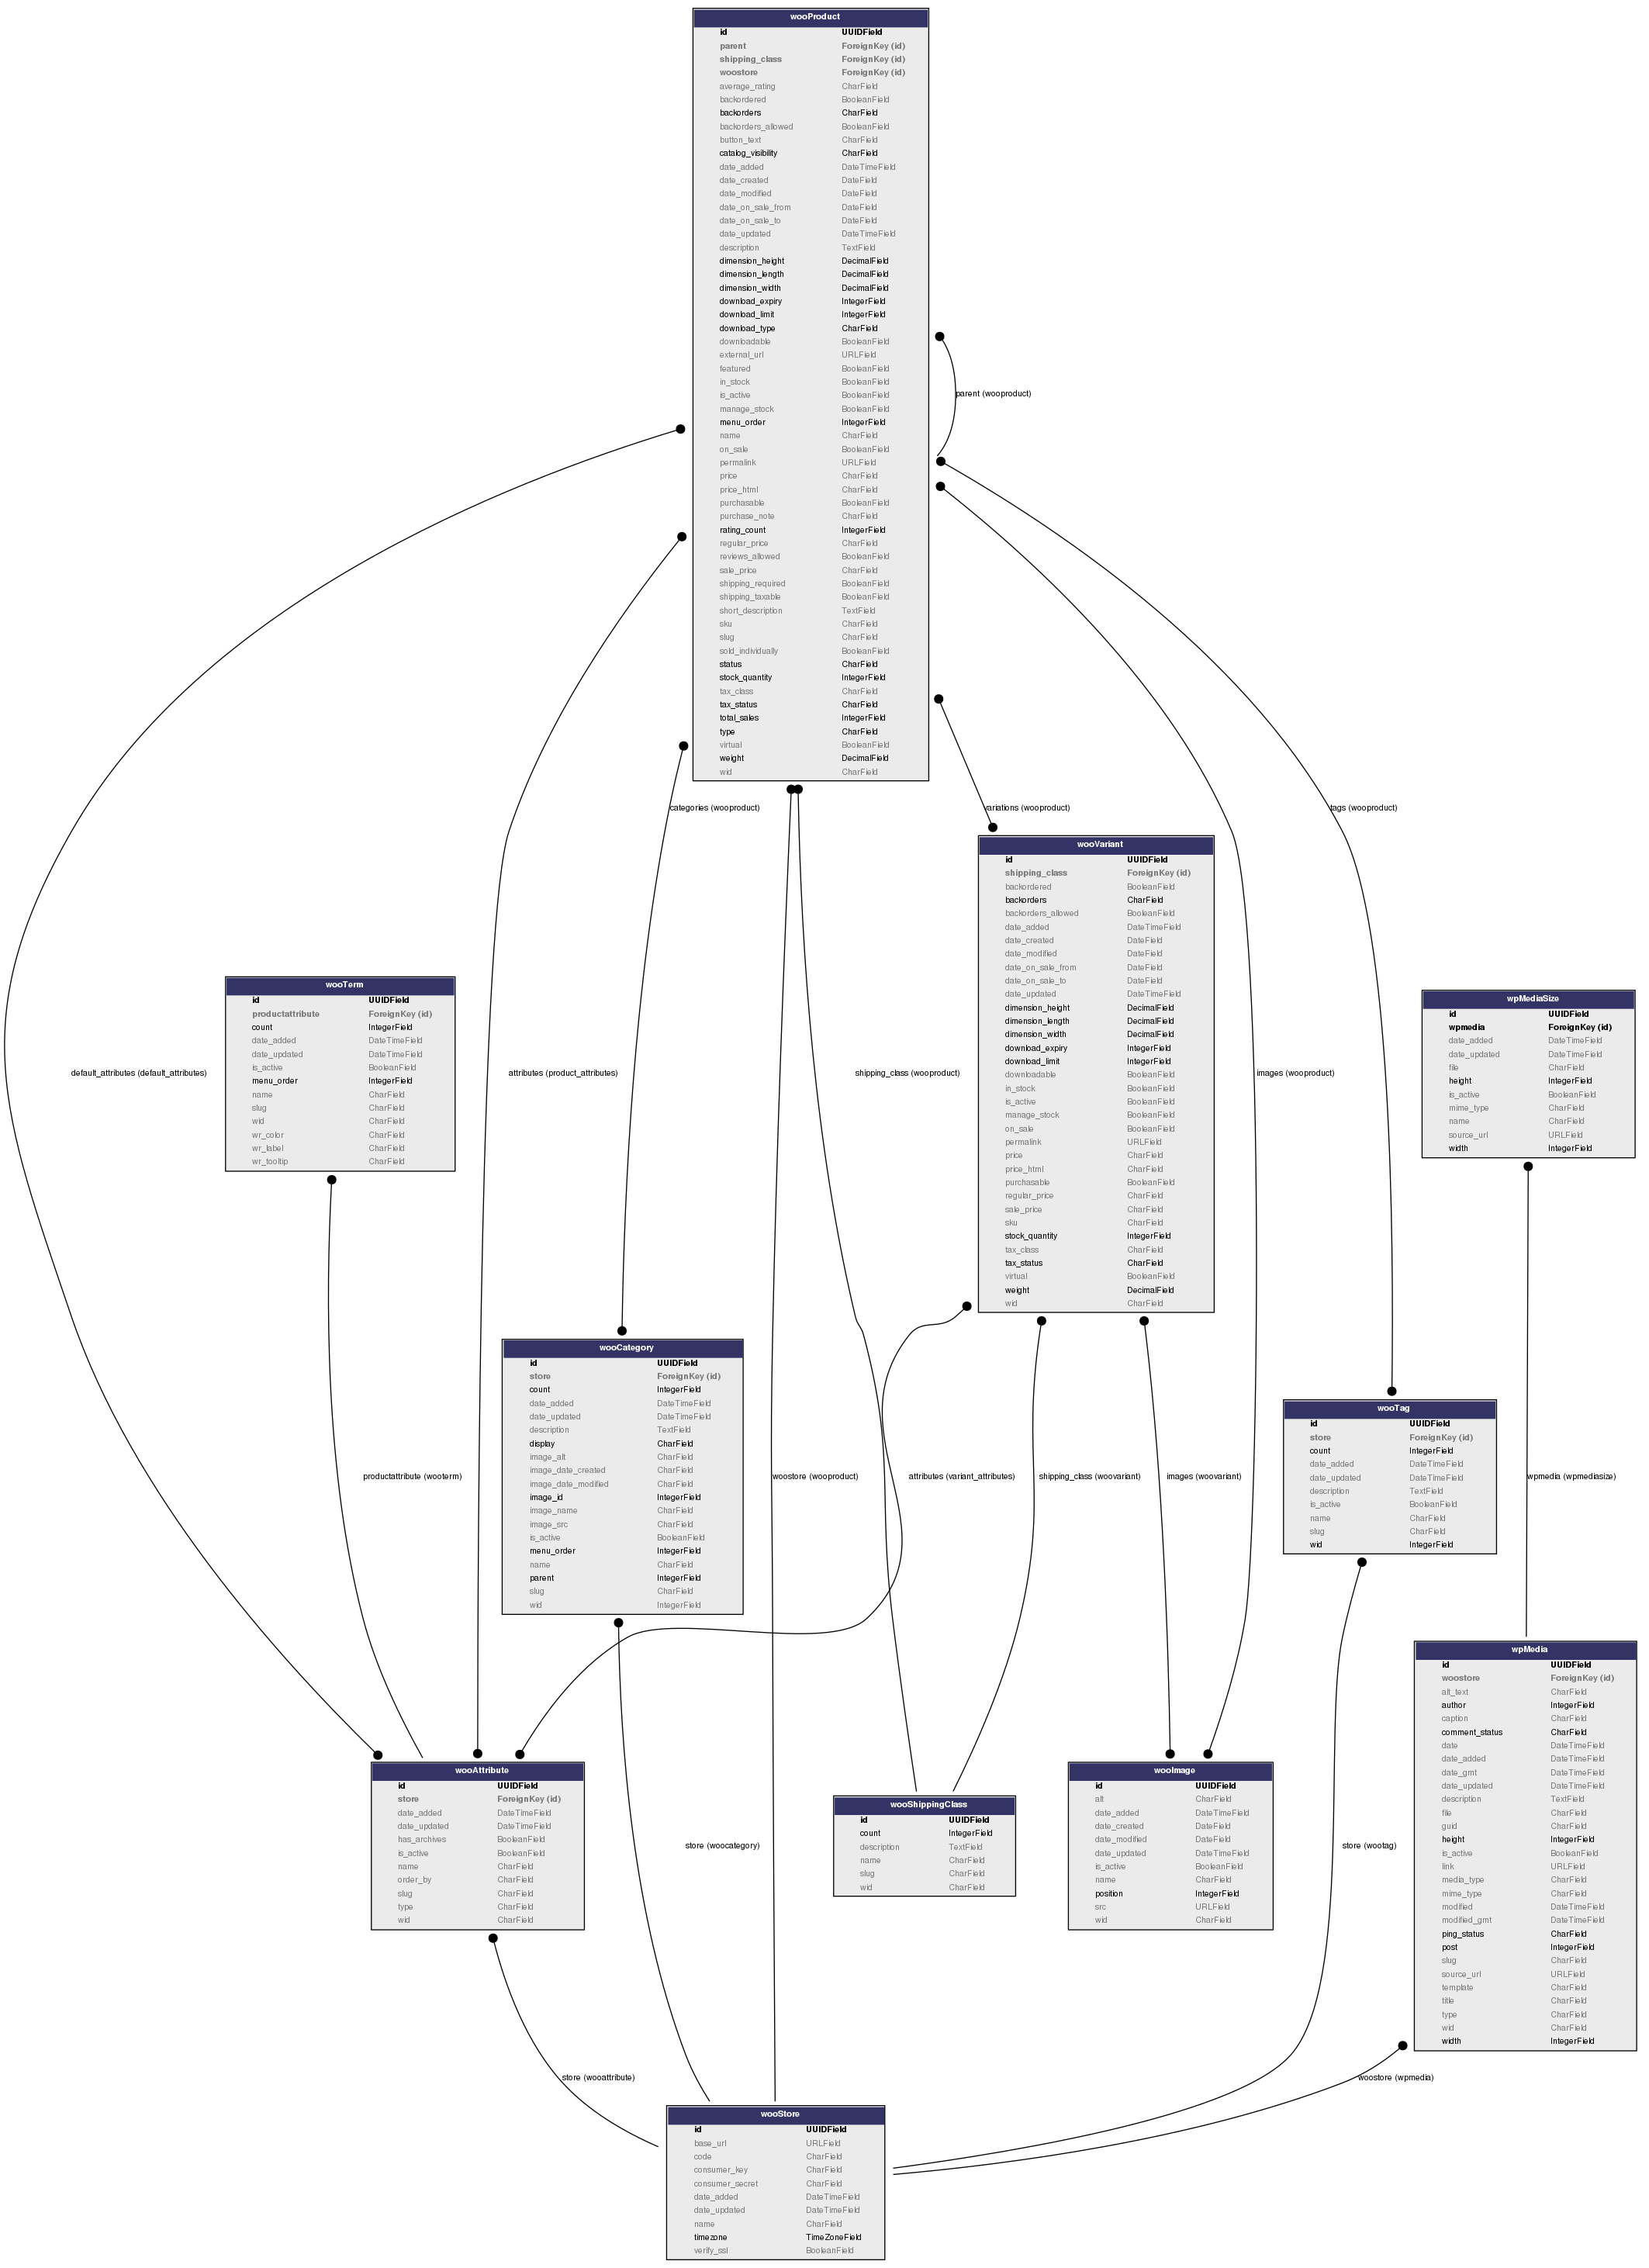 wooProduct
id UUIDField
parent ForeignKey (id)
shipping_class ForeignKey (id)
woostore ForeignKey (id)
average_rating CharField
backordered BooleanField
backorders CharField
backorders_allowed BooleanField
button_text CharField
catalog_visibility CharField
date_added DateTimeField
date_created DateField
date_modified DateField
date_on_sale_from DateField
date_on_sale_to DateField
date_updated DateTimeField
description TextField
dimension_height DecimalField
dimension_length DecimalField
dimension_width DecimalField
download_expiry IntegerField
download_limit IntegerField
download_type CharField
downloadable BooleanField
external_url URLField
featured BooleanField
in_stock BooleanField
is_active BooleanField
manage_stock BooleanField
menu_order IntegerField
name CharField
on_sale BooleanField
permalink URLField
price CharField
price_html CharField
purchasable BooleanField
purchase_note CharField
rating_count IntegerField
regular_price CharField
reviews_allowed BooleanField
sale_price CharField
shipping_required BooleanField
shipping_taxable BooleanField
short_description TextField
sku CharField
slug CharField
sold_individually BooleanField
status CharField
stock_quantity IntegerField
tax_class CharField
tax_status CharField
total_sales IntegerField
type CharField
virtual BooleanField
weight DecimalField
wid CharField
parent (wooproduct)
categories (wooproduct)
variations (wooproduct)
tags (wooproduct)
wooVariant
id UUIDField
shipping_class ForeignKey (id)
backordered BooleanField
backorders CharField
backorders_allowed BooleanField
date_added DateTimeField
date_created DateField
date_modified DateField
date_on_sale_from DateField
date_on_sale_to DateField
date_updated DateTimeField
dimension_height DecimalField
dimension_length DecimalField
dimension_width DecimalField
download_expiry IntegerField
download_limit IntegerField
downloadable BooleanField
in_stock BooleanField
is_active BooleanField
manage_stock BooleanField
on_sale BooleanField
permalink URLField
price CharField
price_html CharField
purchasable BooleanField
regular_price CharField
sale_price CharField
sku CharField
stock_quantity IntegerField
tax_class CharField
tax_status CharField
virtual BooleanField
weight DecimalField
wid CharField
wooTerm
id UUIDField
productattribute ForeignKey (id)
count IntegerField
date_added DateTimeField
date_updated DateTimeField
is_active BooleanField
menu_order IntegerField
name CharField
slug CharField
wid CharField
wr_color CharField
wr_label CharField
wr_tooltip CharField
wpMediaSize
id UUIDField
wpmedia ForeignKey (id)
date_added DateTimeField
date_updated DateTimeField
file CharField
height IntegerField
is_active BooleanField
mime_type CharField
name CharField
source_url URLField
width IntegerField
default_attributes (default_attributes)
attributes (product_attributes)
shipping_class (wooproduct)
images (wooproduct)
wooCategory
id UUIDField
store ForeignKey (id)
count IntegerField
date_added DateTimeField
date_updated DateTimeField
description TextField
display CharField
image_alt CharField
image_date_created CharField
image_date_modified CharField
image_id IntegerField
image_name CharField
image_src CharField
is_active BooleanField
menu_order IntegerField
name CharField
parent IntegerField
slug CharField
wid IntegerField
wooTag
id UUIDField
store ForeignKey (id)
count IntegerField
date_added DateTimeField
date_updated DateTimeField
description TextField
is_active BooleanField
name CharField
slug CharField
wid IntegerField
productattribute (wooterm)
woostore (wooproduct)
attributes (variant_attributes)
shipping_class (woovariant)
images (woovariant)
wpmedia (wpmediasize)
wpMedia
id UUIDField
woostore ForeignKey (id)
alt_text CharField
author IntegerField
caption CharField
comment_status CharField
date DateTimeField
date_added DateTimeField
date_gmt DateTimeField
date_updated DateTimeField
description TextField
file CharField
guid CharField
height IntegerField
is_active BooleanField
link URLField
media_type CharField
mime_type CharField
modified DateTimeField
modified_gmt DateTimeField
ping_status CharField
post IntegerField
slug CharField
source_url URLField
template CharField
title CharField
type CharField
wid CharField
width IntegerField
wooAttribute
id UUIDField
store ForeignKey (id)
date_added DateTimeField
date_updated DateTimeField
has_archives BooleanField
is_active BooleanField
name CharField
order_by CharField
slug CharField
type CharField
wid CharField
wooShippingClass
id UUIDField
count IntegerField
description TextField
name CharField
slug CharField
wid CharField
wooImage
id UUIDField
alt CharField
date_added DateTimeField
date_created DateField
date_modified DateField
date_updated DateTimeField
is_active BooleanField
name CharField
position IntegerField
src URLField
wid CharField
store (woocategory)
store (wootag)
store (wooattribute)
woostore (wpmedia)
wooStore
id UUIDField
base_url URLField
code CharField
consumer_key CharField
consumer_secret CharField
date_added DateTimeField
date_updated DateTimeField
name CharField
timezone TimeZoneField
verify_ssl BooleanField